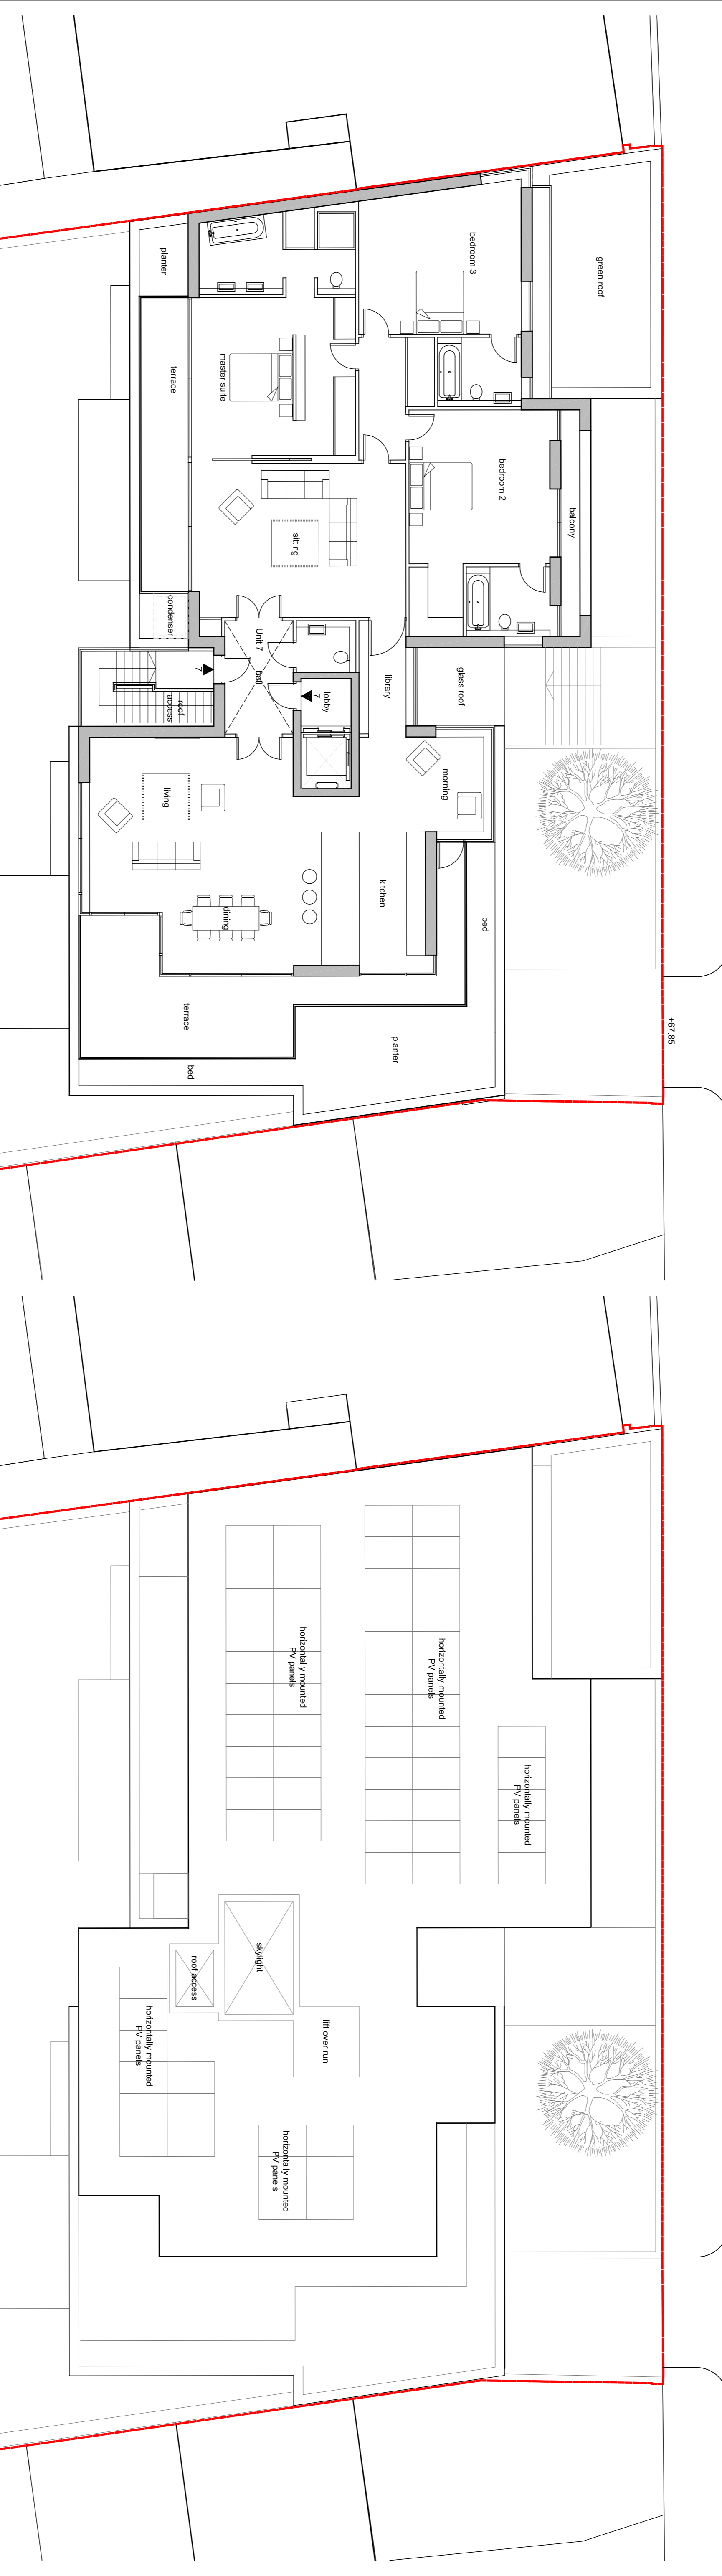 green roof
bedroom 3
planter
terrace
master suite
bedroom 2
balcony
sitting
condenser
Unit 7
hall
7
lobby
7
library
glass roof
roof
access
living
morning
kitchen
dining
bed
terrace
planter
bed
+67.85
horizontally mounted
PV panels
horizontally mounted
PV panels
horizontally mounted
PV panels
skylight
roof access
lift over run
horizontally mounted
PV panels
horizontally mounted
PV panels